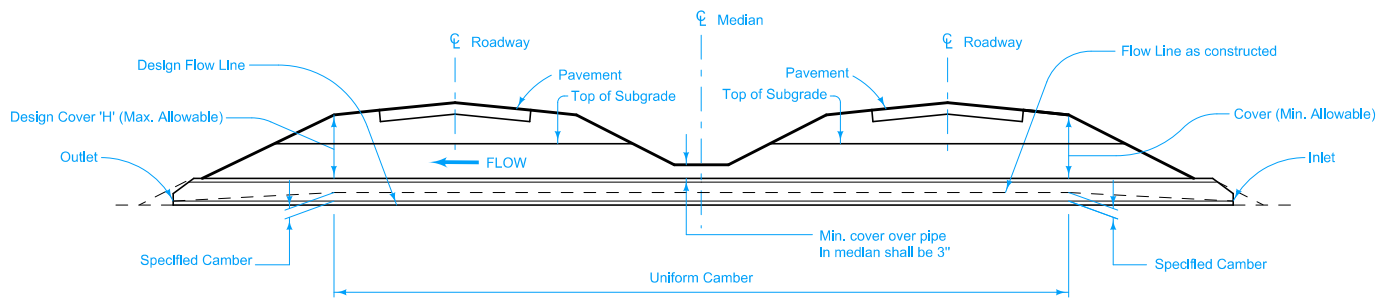 ℄ Median
℄ Roadway
℄ Roadway
Design Flow Line
Pavement
Pavement
Flow Line as constructed
Top of Subgrade
Top of Subgrade
Design Cover 'H' (Max. Allowable)
Cover (Min. Allowable)
Outlet
FLOW
Inlet
Min. cover over pipe
in median shall be 3"
Specified Camber
Specified Camber
Uniform Camber